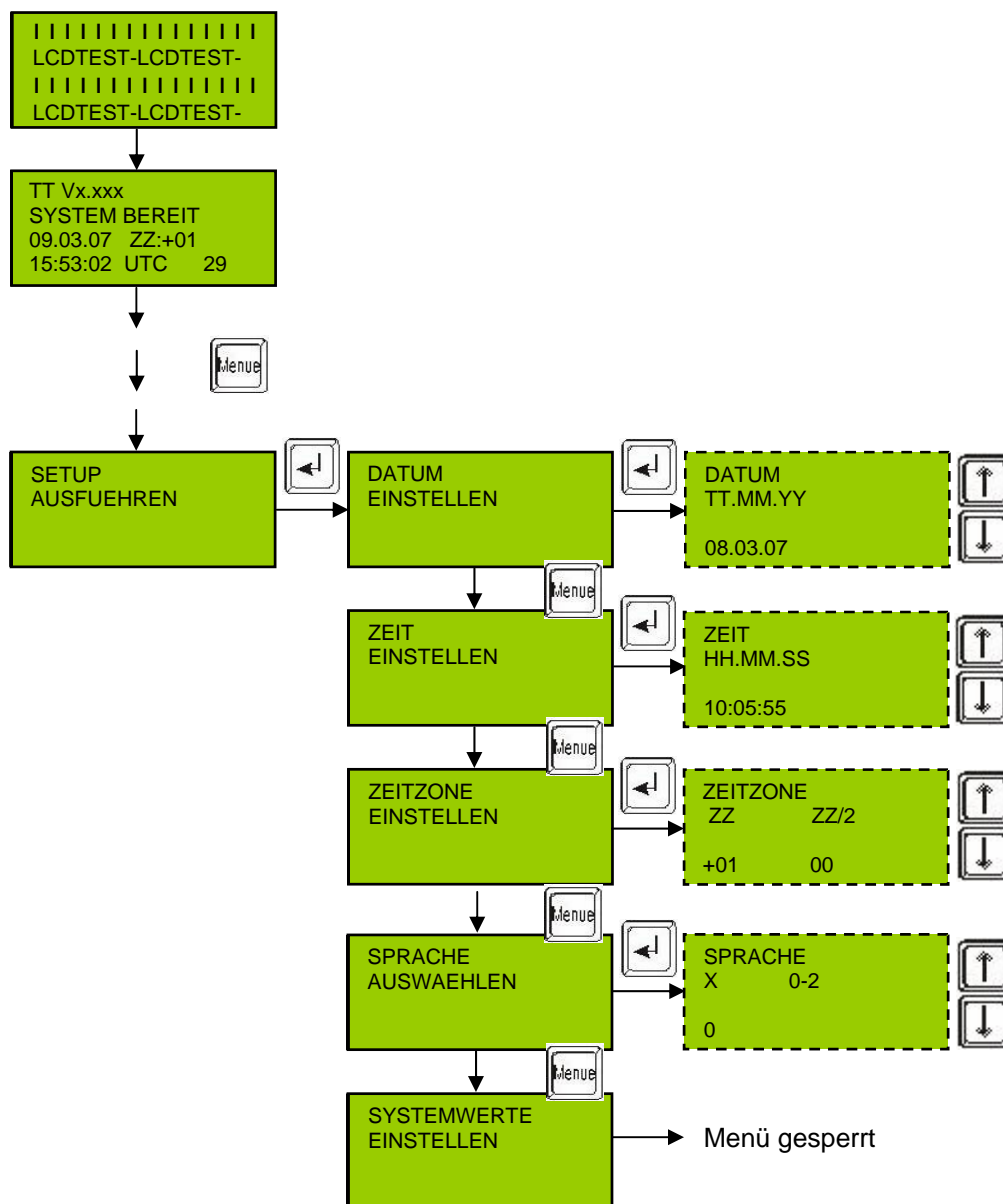 I I I I I I I I I I I I I I I
LCDTEST-LCDTEST-
I I I I I I I I I I I I I I I
LCDTEST-LCDTEST-
TT Vx.xxx
SYSTEM BEREIT
09.03.07 ZZ:+01
15:53:02 UTC 29
Menue
SETUP
AUSFUEHREN
DATUM
EINSTELLEN
DATUM
TT.MM.YY
08.03.07
Menue
ZEIT
EINSTELLEN
ZEIT
HH.MM.SS
10:05:55
Menue
ZEITZONE
EINSTELLEN
ZEITZONE
ZZ ZZ/2
+01 00
Menue
SPRACHE
AUSWAEHLEN
SPRACHE
X 0-2
0
Menue
SYSTEMWERTE
EINSTELLEN
Menü gesperrt